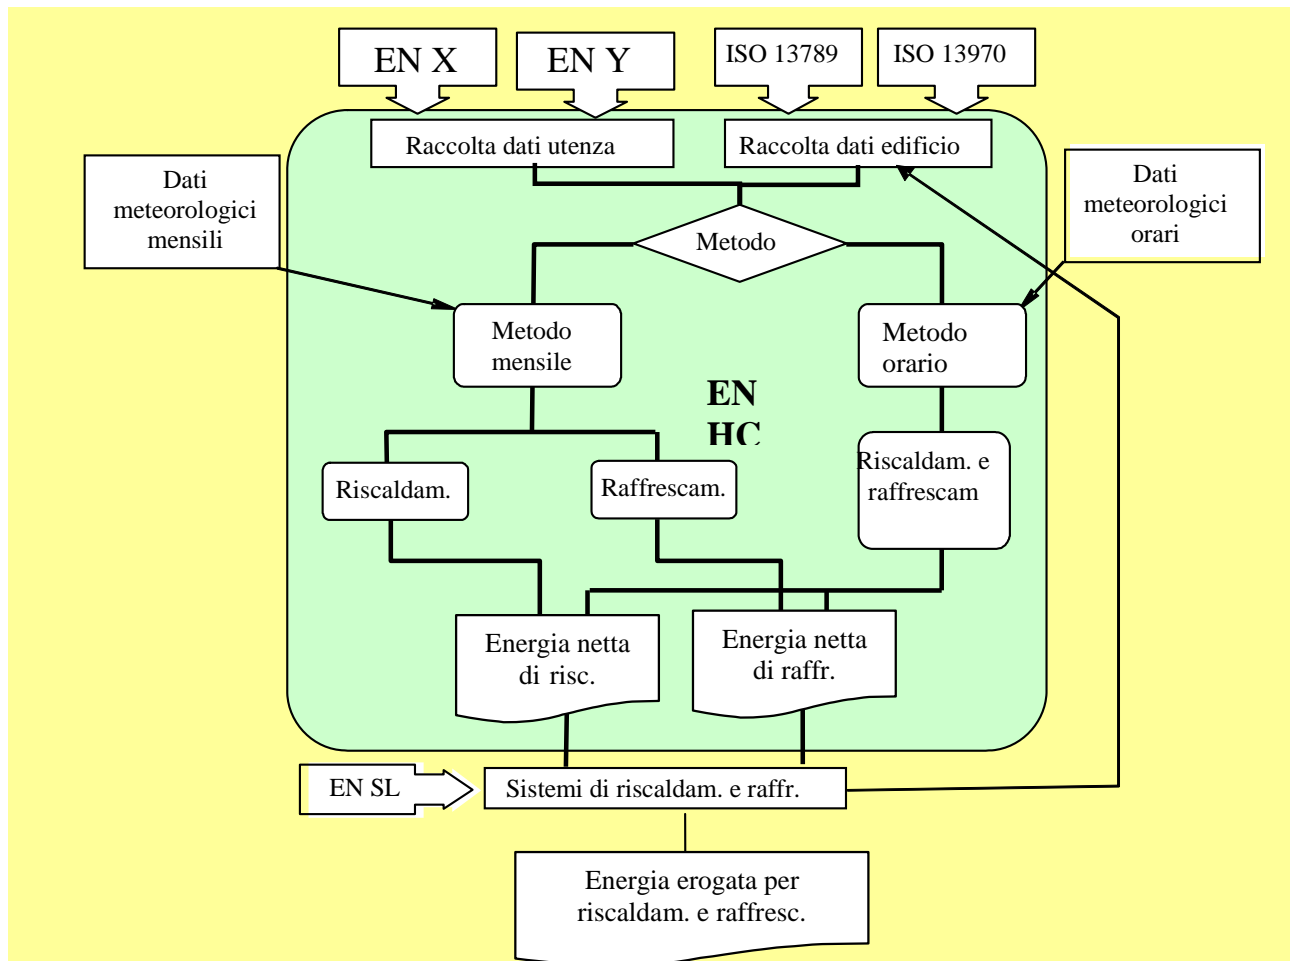 EN X
EN Y
ISO 13789
ISO 13970
Raccolta dati utenza
Raccolta dati edificio
Dati
meteorologici
mensili
Dati
meteorologici
orari
Metodo
Metodo
mensile
Metodo
orario
EN
HC
Riscaldam.
Raffrescam.
Riscaldam. e
raffrescam
Energia netta
di risc.
Energia netta
di raffr.
EN SL
Sistemi di riscaldam. e raffr.
Energia erogata per
riscaldam. e raffresc.